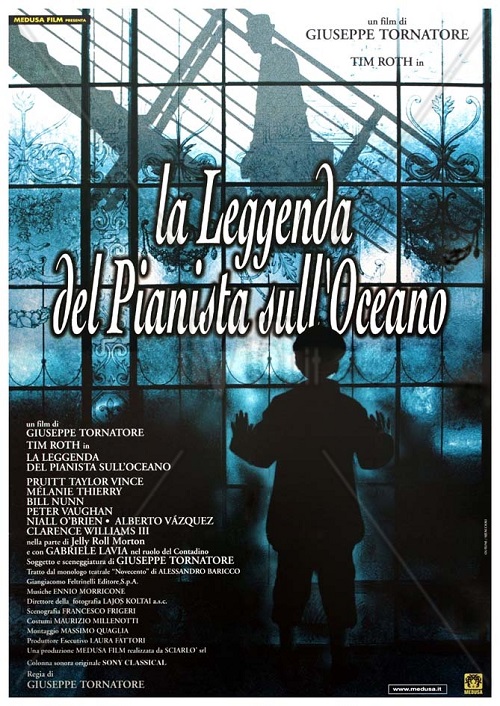 MEDUSA FILM PRESENTA
un film di
GIUSEPPE TORNATORE
TIM ROTH in
la Leggenda
del Pianista sull'Oceano
un film di
GIUSEPPE TORNATORE
TIM ROTH in
LA LEGGENDA
DEL PIANISTA SULL'OCEANO
PRUITT TAYLOR VINCE
MÉLANIE THIERRY
BILL NUNN
PETER VAUGHAN
NIALL O'BRIEN • ALBERTO VÁZQUEZ
CLARENCE WILLIAMS III
nella parte di Jelly Roll Morton
e con GABRIELE LAVIA nel ruolo del Contadino
Soggetto e sceneggiatura di GIUSEPPE TORNATORE
Tratto dal monologo teatrale "Novecento" di ALESSANDRO BARICCO
Giangiacomo Feltrinelli Editore,S.p.A.
Musiche ENNIO MORRICONE
Direttore della fotografia LAJOS KOLTAI a.s.c.
Scenografia FRANCESCO FRIGERI
Costumi MAURIZIO MILLENOTTI
Montaggio MASSIMO QUAGLIA
Produttore Esecutivo LAURA FATTORI
Una produzione MEDUSA FILM realizzata da SCIARLO' srl
Colonna sonora originale SONY CLASSICAL
Regia di
GIUSEPPE TORNATORE
www.medusa.it
MEDUSA